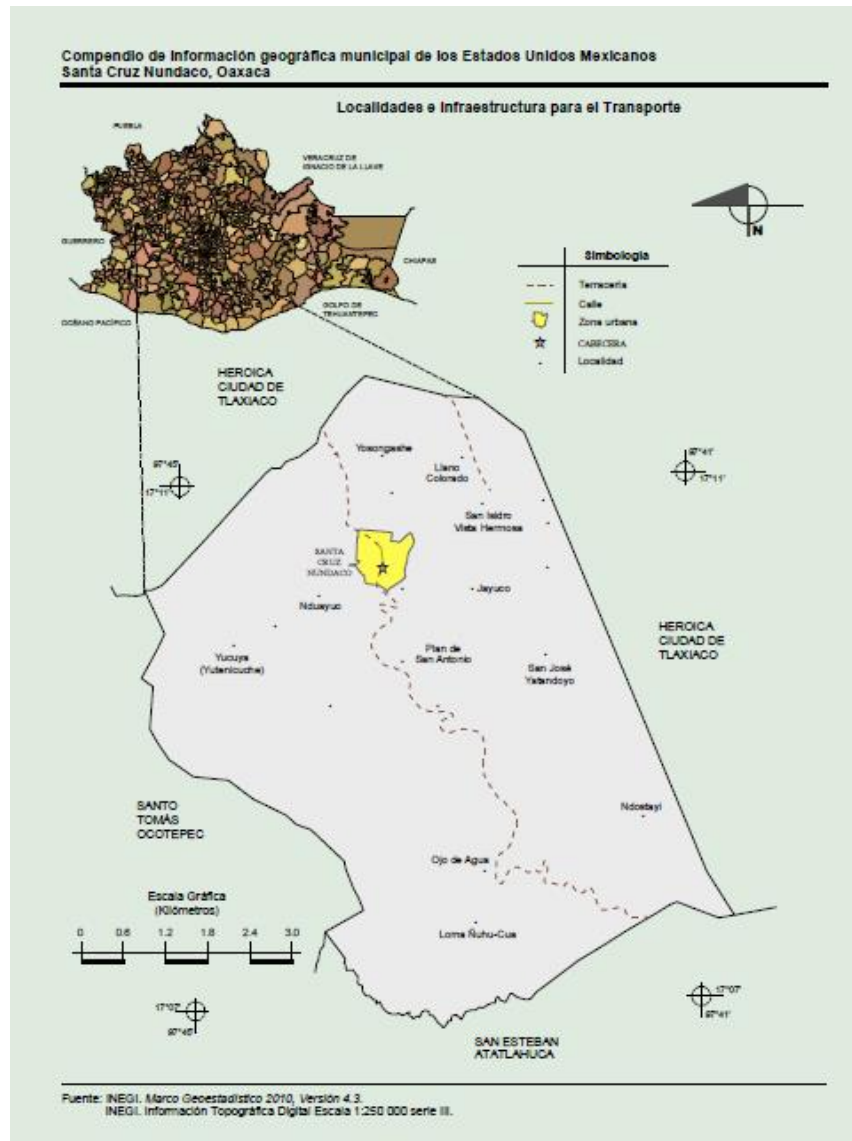 Compendio de información geográfica municipal de los Estados Unidos Mexicanos
Santa Cruz Nundaco, Oaxaca
Localidades e Infraestructura para el Transporte
PUEBLA
VERACRUZ DE
IGNACIO DE LA LLAVE
GUERRERO
CHIAPAS
OCÉANO PACÍFICO
GOLFO DE
TEHUANTEPEC
N
Simbología
Terracería
Calle
Zona urbana
CABECERA
Localidad
HEROICA
CIUDAD DE
TLAXIACO
97°45'
17°11'
97°41'
17°11'
Yosongashe
Llano
Colorado
San Isidro
Vista Hermosa
SANTA
CRUZ
NUNDACO
Jayuco
Nduayuo
HEROICA
CIUDAD DE
TLAXIACO
Yucuya
(Yutenicuche)
Plan de
San Antonio
San José
Yatandoyo
SANTO
TOMÁS
OCOTEPEC
Ndostayi
Ojo de Agua
Escala Gráfica
(Kilómetros)
0 0.6 1.2 1.8 2.4 3.0
Loma Ñuhu-Cua
17°07'
97°45'
17°07'
97°41'
SAN ESTEBAN
ATATLAHUCA
Fuente: INEGI. Marco Geoestadístico 2010, Versión 4.3.
INEGI. Información Topográfica Digital Escala 1:250 000 serie III.